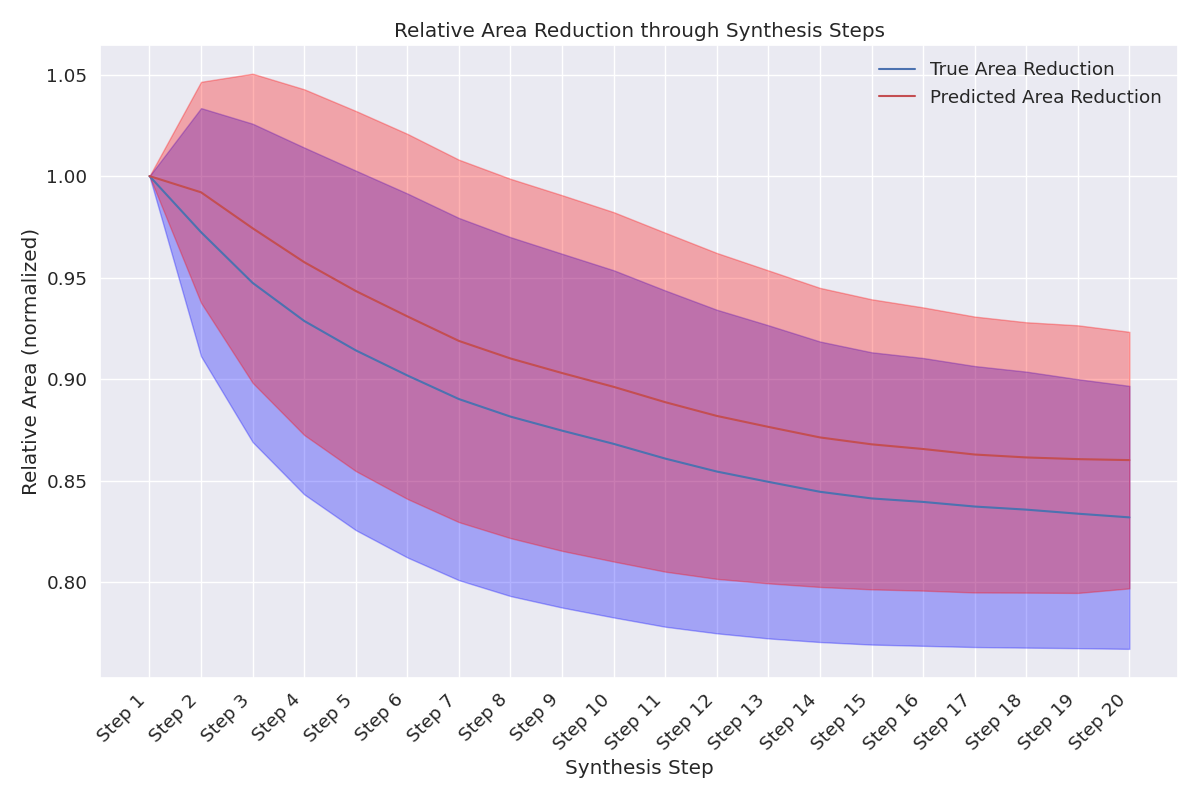 Relative Area Reduction through Synthesis Steps
True Area Reduction
Predicted Area Reduction
Relative Area (normalized)
1.05
1.00
0.95
0.90
0.85
0.80
Step 1
Step 2
Step 3
Step 4
Step 5
Step 6
Step 7
Step 8
Step 9
Step 10
Step 11
Step 12
Step 13
Step 14
Step 15
Step 16
Step 17
Step 18
Step 19
Step 20
Synthesis Step